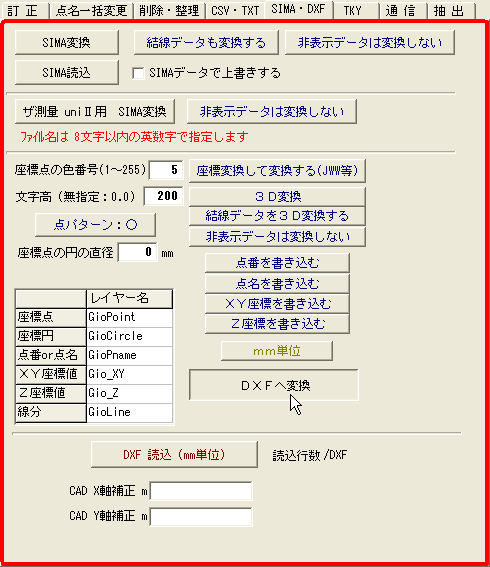 訂 正 点名一括変更 削除・整理 CSV・TXT SIMA・DXF TKY 通 信 抽 出
SIMA変換 結線データも変換する 非表示データは変換しない
SIMA読込 SIMAデータで上書きする
ザ測量 uniⅡ用 SIMA変換 非表示データは変換しない
ファイル名は 8文字以内の英数字で指定します
座標点の色番号(1～255) 5 座標変換して変換する(JWW等)
文字高（無指定：0.0） 200 ３Ｄ変換
結線データを３Ｄ変換する
点パターン：○ 非表示データは変換しない
座標点の円の直径 0 mm
点番を書き込む
点名を書き込む
ＸＹ座標を書き込む
Ｚ座標を書き込む
ｍｍ単位
ＤＸＦへ変換
レイヤー名
座標点 GioPoint
座標円 GioCircle
点番or点名 GioPname
ＸＹ座標値 Gio_XY
Ｚ座標値 Gio_Z
線分 GioLine
DXF 読込（mm単位） 読込行数/DXF
CAD X軸補正 m
CAD Y軸補正 m